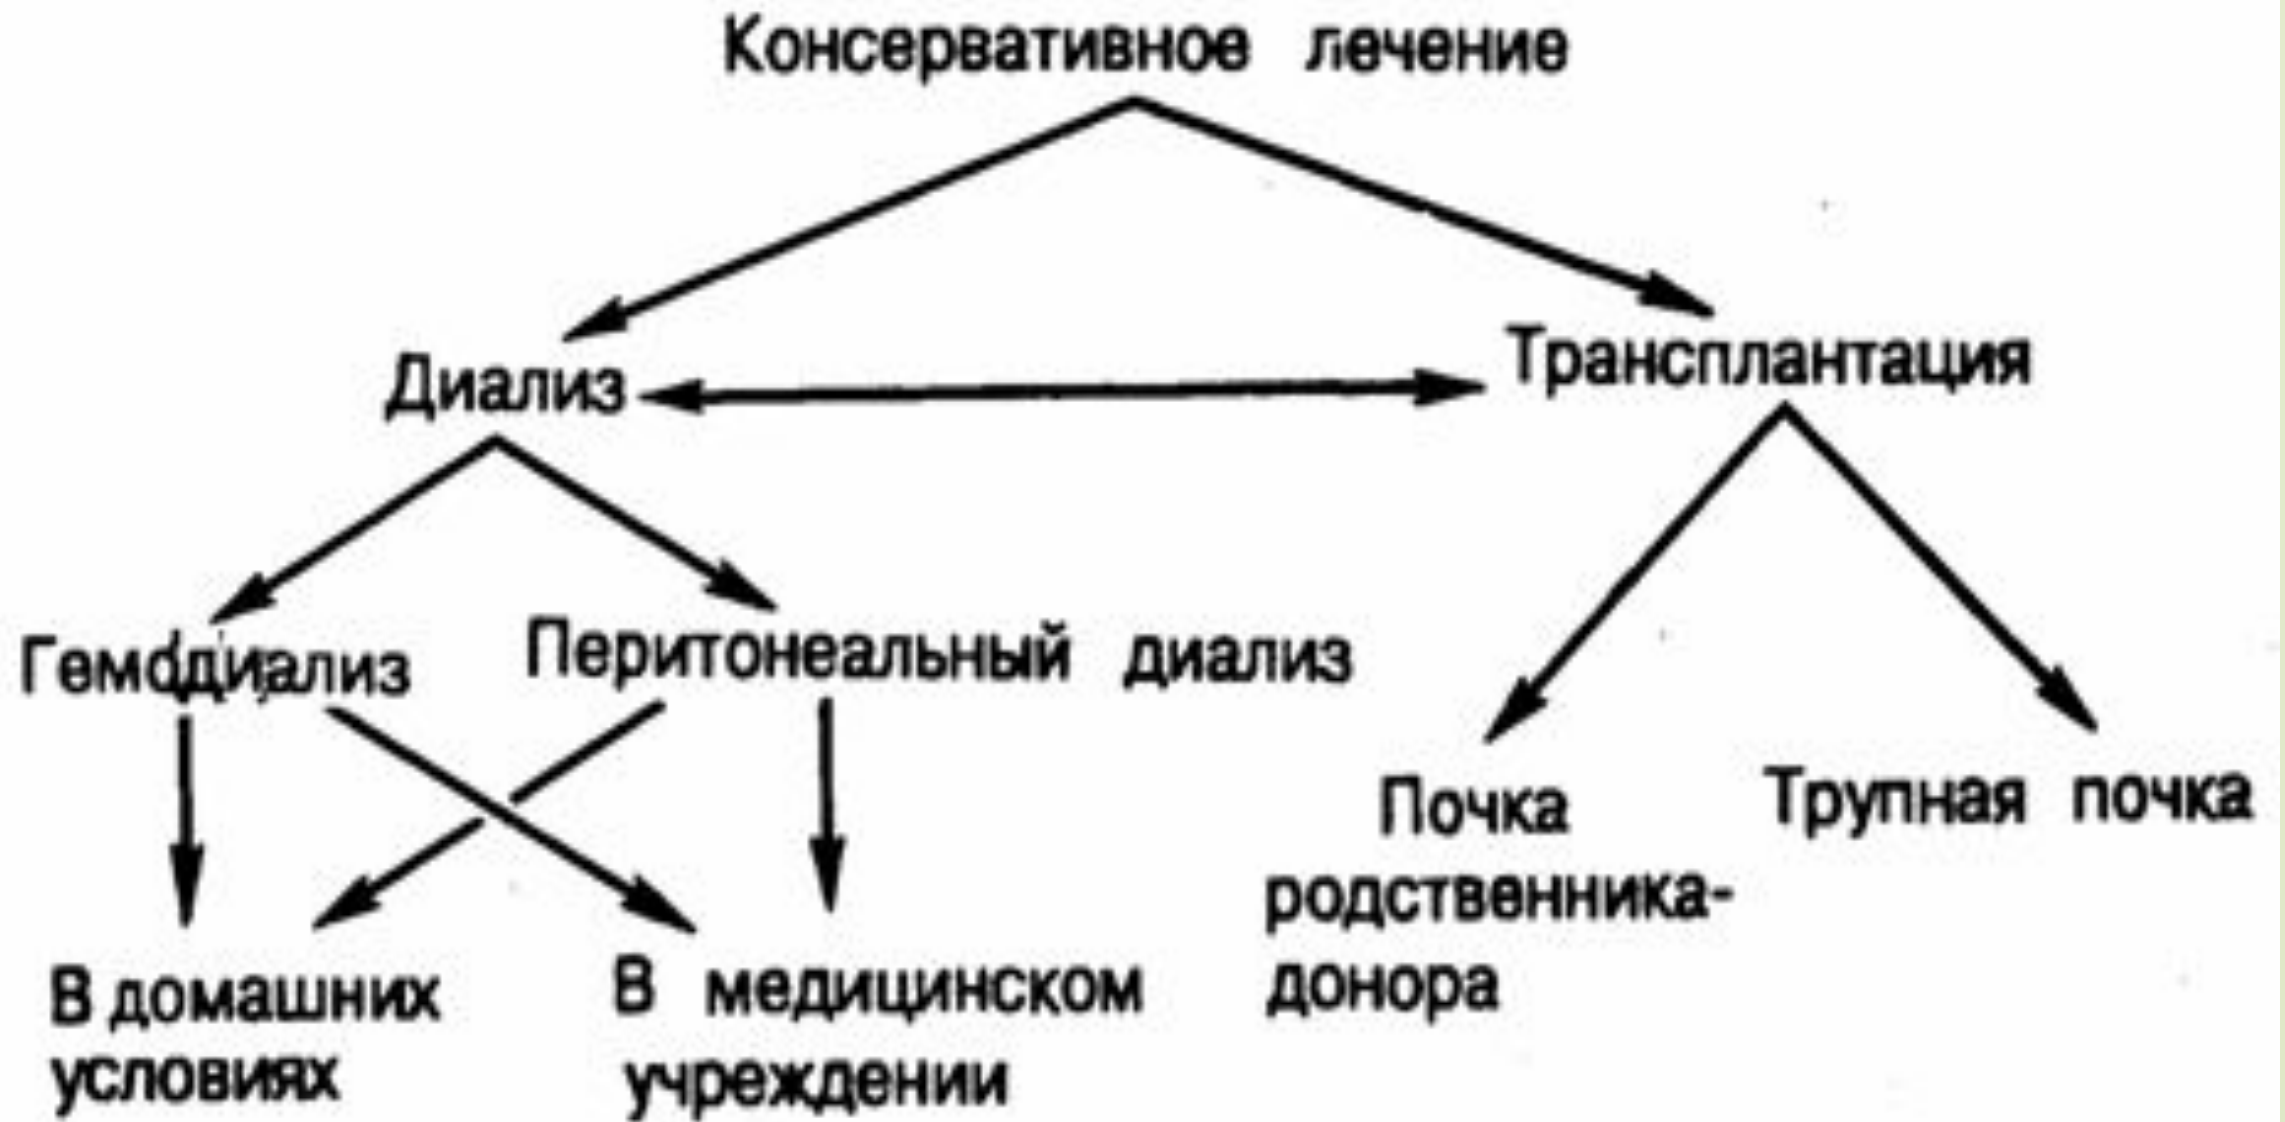 Консервативное лечение
Диализ
Трансплантация
Гемодиализ
Перитонеальный диализ
Почка
родственника-
донора
Трупная почка
В домашних
условиях
В медицинском
учреждении